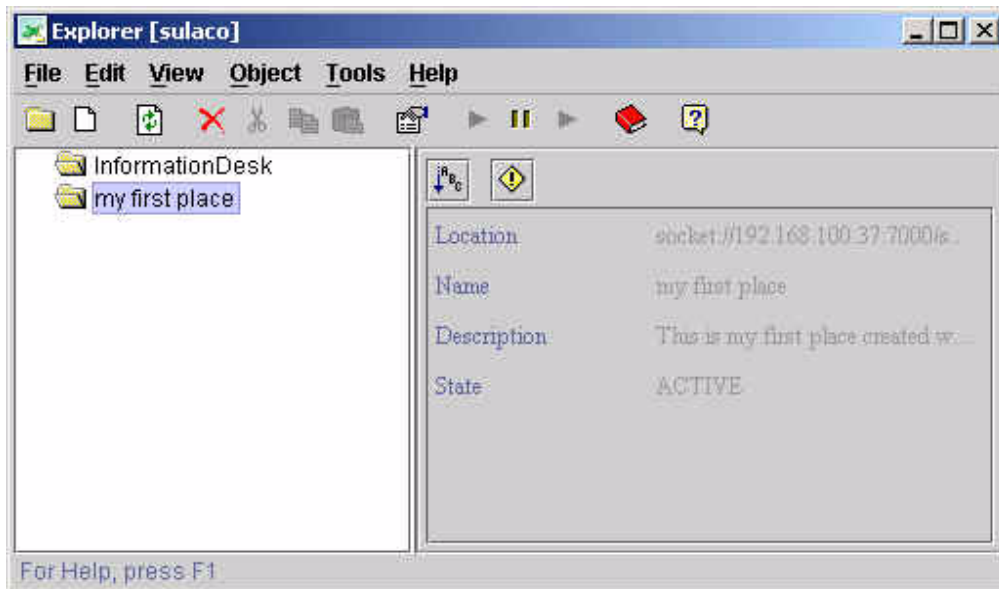 Explorer [sulaco]
File Edit View Object Tools Help
InformationDesk
my first place
Location socket://192.168.100.37:7000/s...
Name my first place
Description This is my first place created w...
State ACTIVE
For Help, press F1